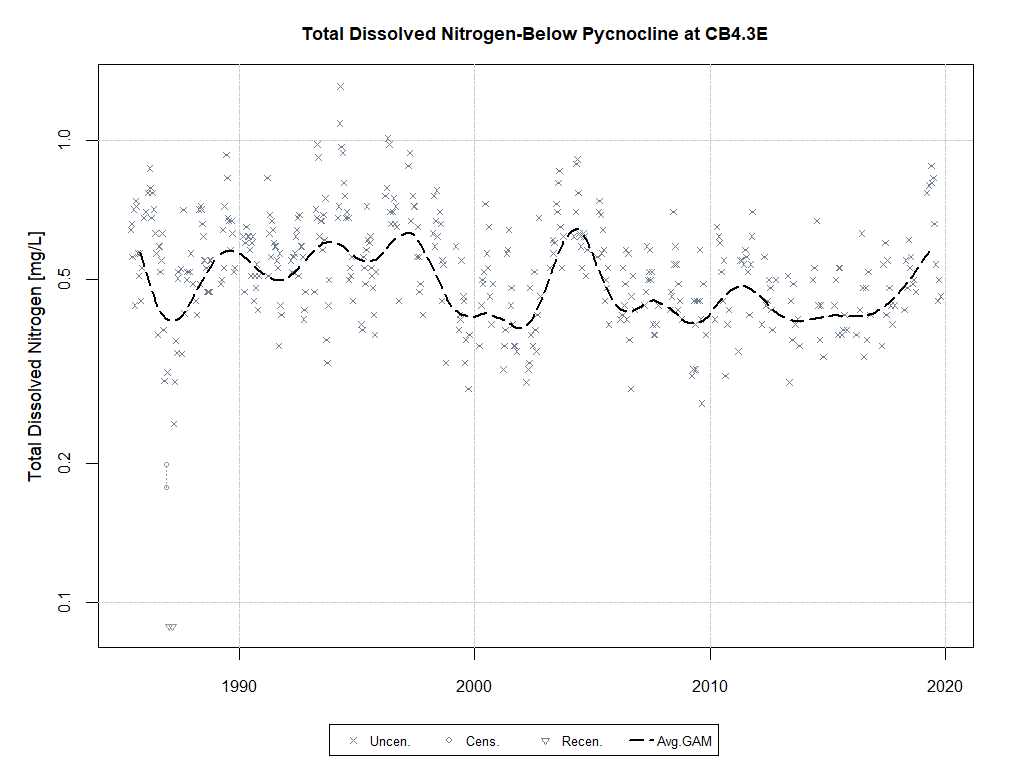 Total Dissolved Nitrogen-Below Pycnocline at CB4.3E
Total Dissolved Nitrogen [mg/L]
1.0
0.5
0.2
0.1
1990 2000 2010 2020
Uncen. Cens. Recen. Avg.GAM